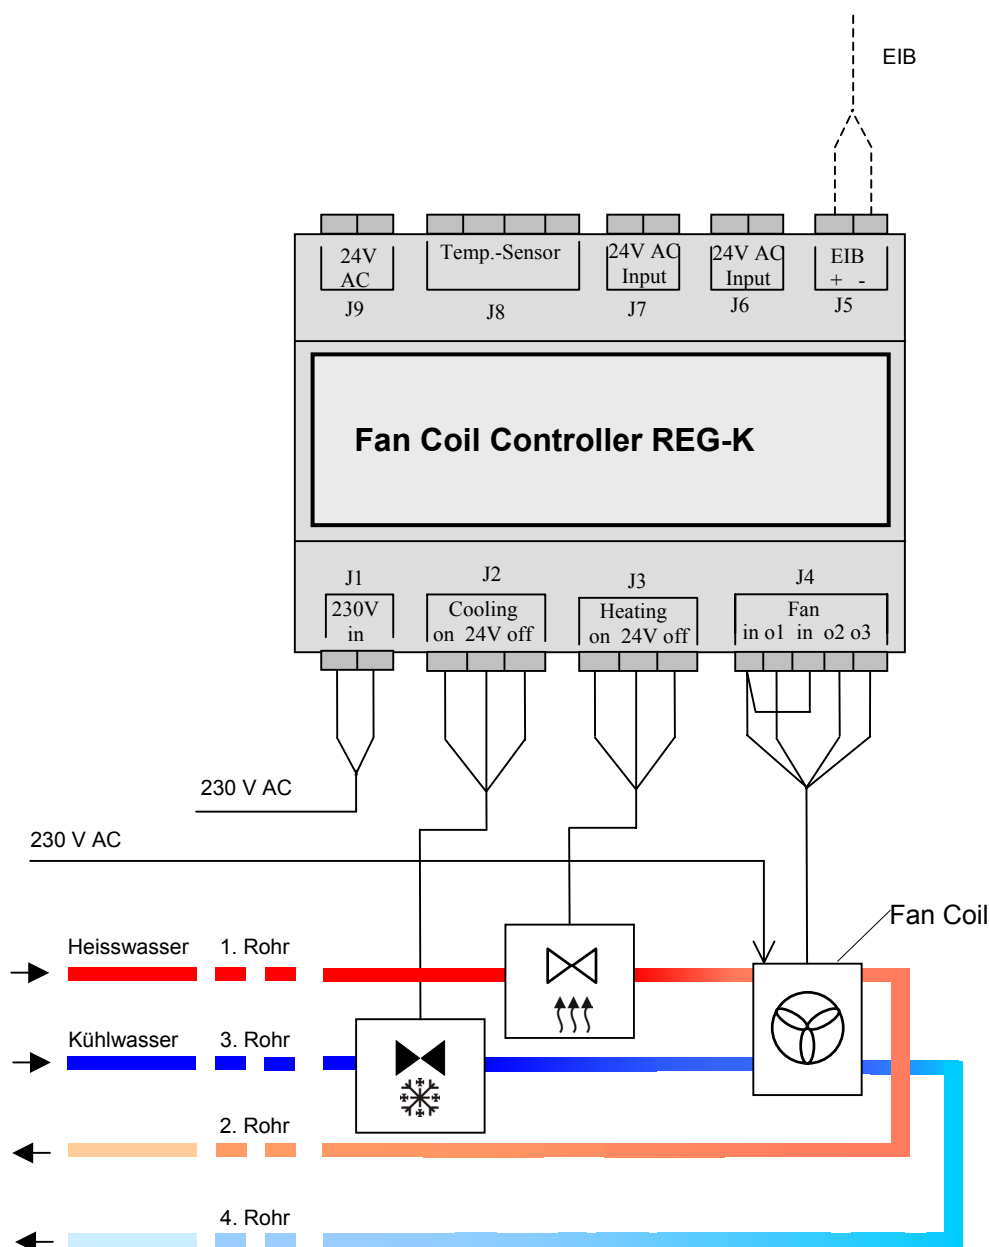 EIB
24V
AC
J9
Temp.-Sensor
J8
24V AC
Input
J7
24V AC
Input
J6
EIB
+ -
J5
Fan Coil Controller REG-K
J1
230V
in
J2
Cooling
on 24V off
J3
Heating
on 24V off
J4
Fan
in o1 in o2 o3
230 V AC
230 V AC
Fan Coil
Heisswasser 1. Rohr
Kühlwasser 3. Rohr
2. Rohr
4. Rohr